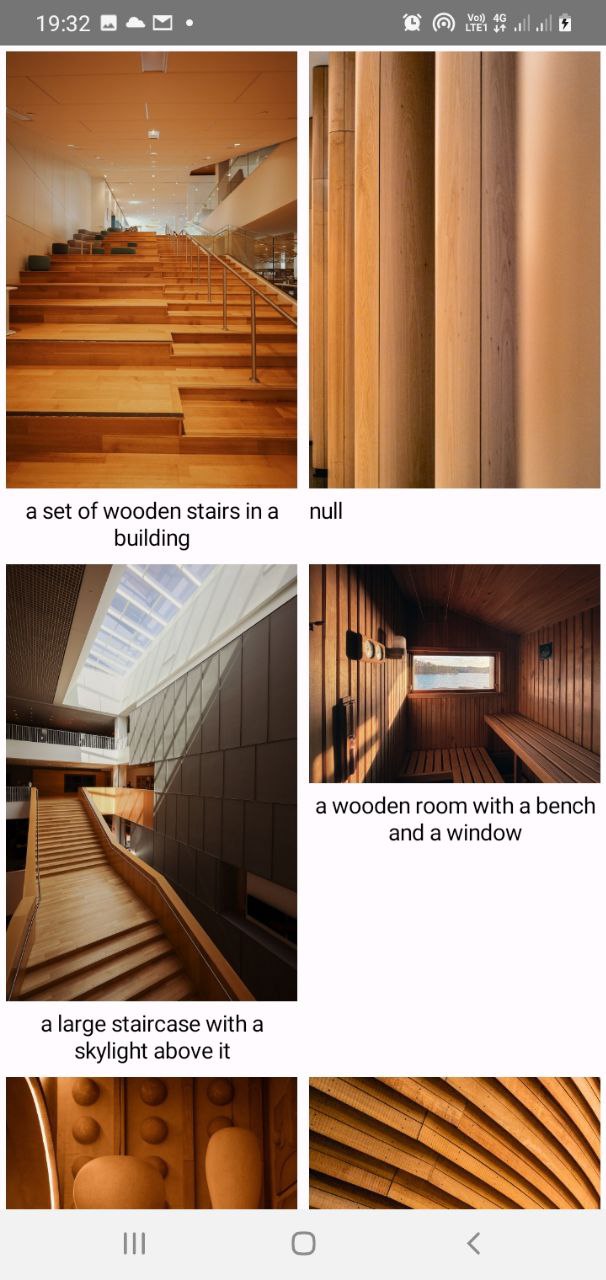 19:32
Vo)) 4G
LTE1
a set of wooden stairs in a
building
null
a wooden room with a bench
and a window
a large staircase with a
skylight above it